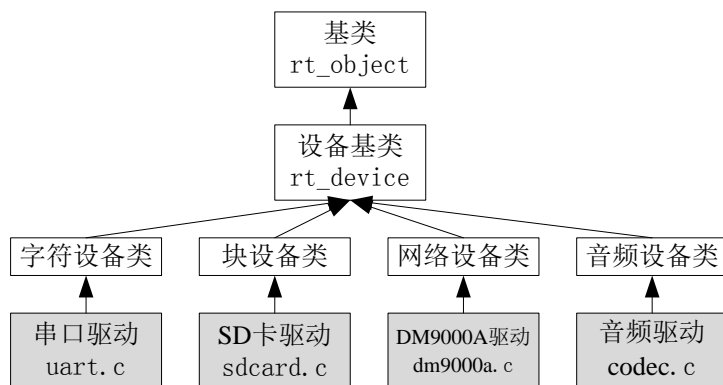 基类
rt_object
设备基类
rt_device
字符设备类
块设备类
网络设备类
音频设备类
串口驱动
uart.c
SD卡驱动
sdcard.c
DM9000A驱动
dm9000a.c
音频驱动
codec.c